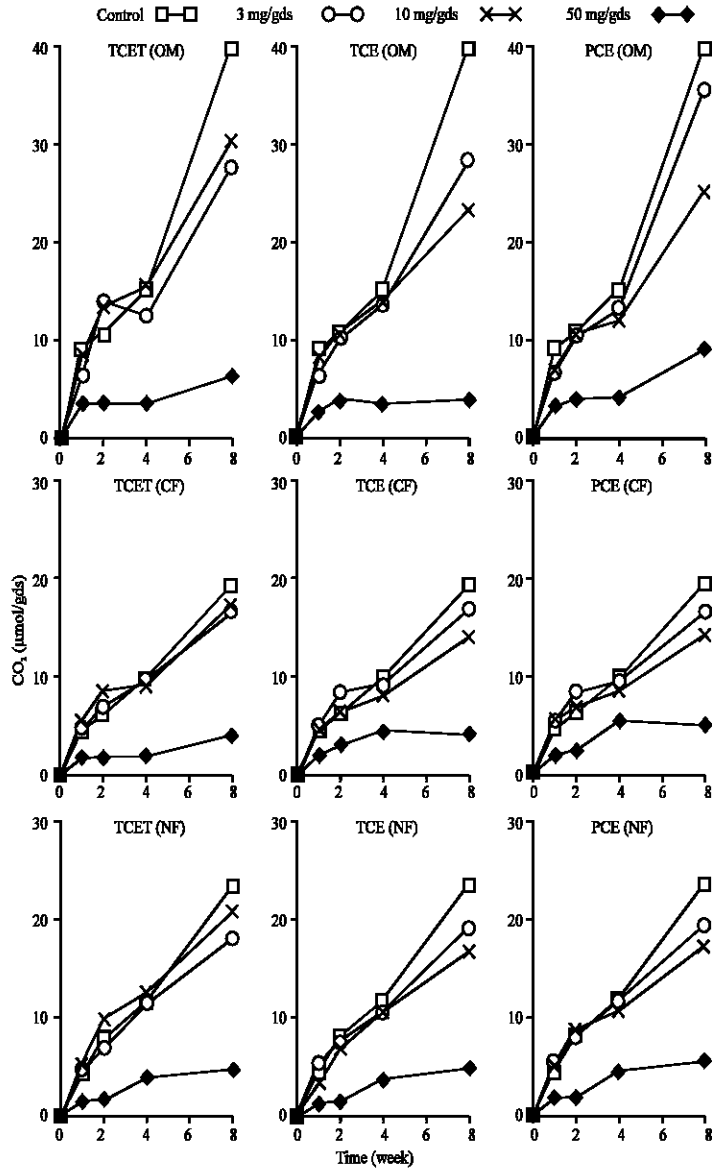 Control 3 mg/gds 10 mg/gds 50 mg/gds
TCET (OM) TCE (OM) PCE (OM)
40 40 40
30 30 30
20 20 20
10 10 10
0 0 0
0 2 4 6 8 0 2 4 6 8 0 2 4 6 8
TCET (CF) TCE (CF) PCE (CF)
30 30 30
20 20 20
CO₂ (µmol/gds)
10 10 10
0 0 0
0 2 4 6 8 0 2 4 6 8 0 2 4 6 8
TCET (NF) TCE (NF) PCE (NF)
30 30 30
20 20 20
10 10 10
0 0 0
0 2 4 6 8 0 2 4 6 8 0 2 4 6 8
Time (week)